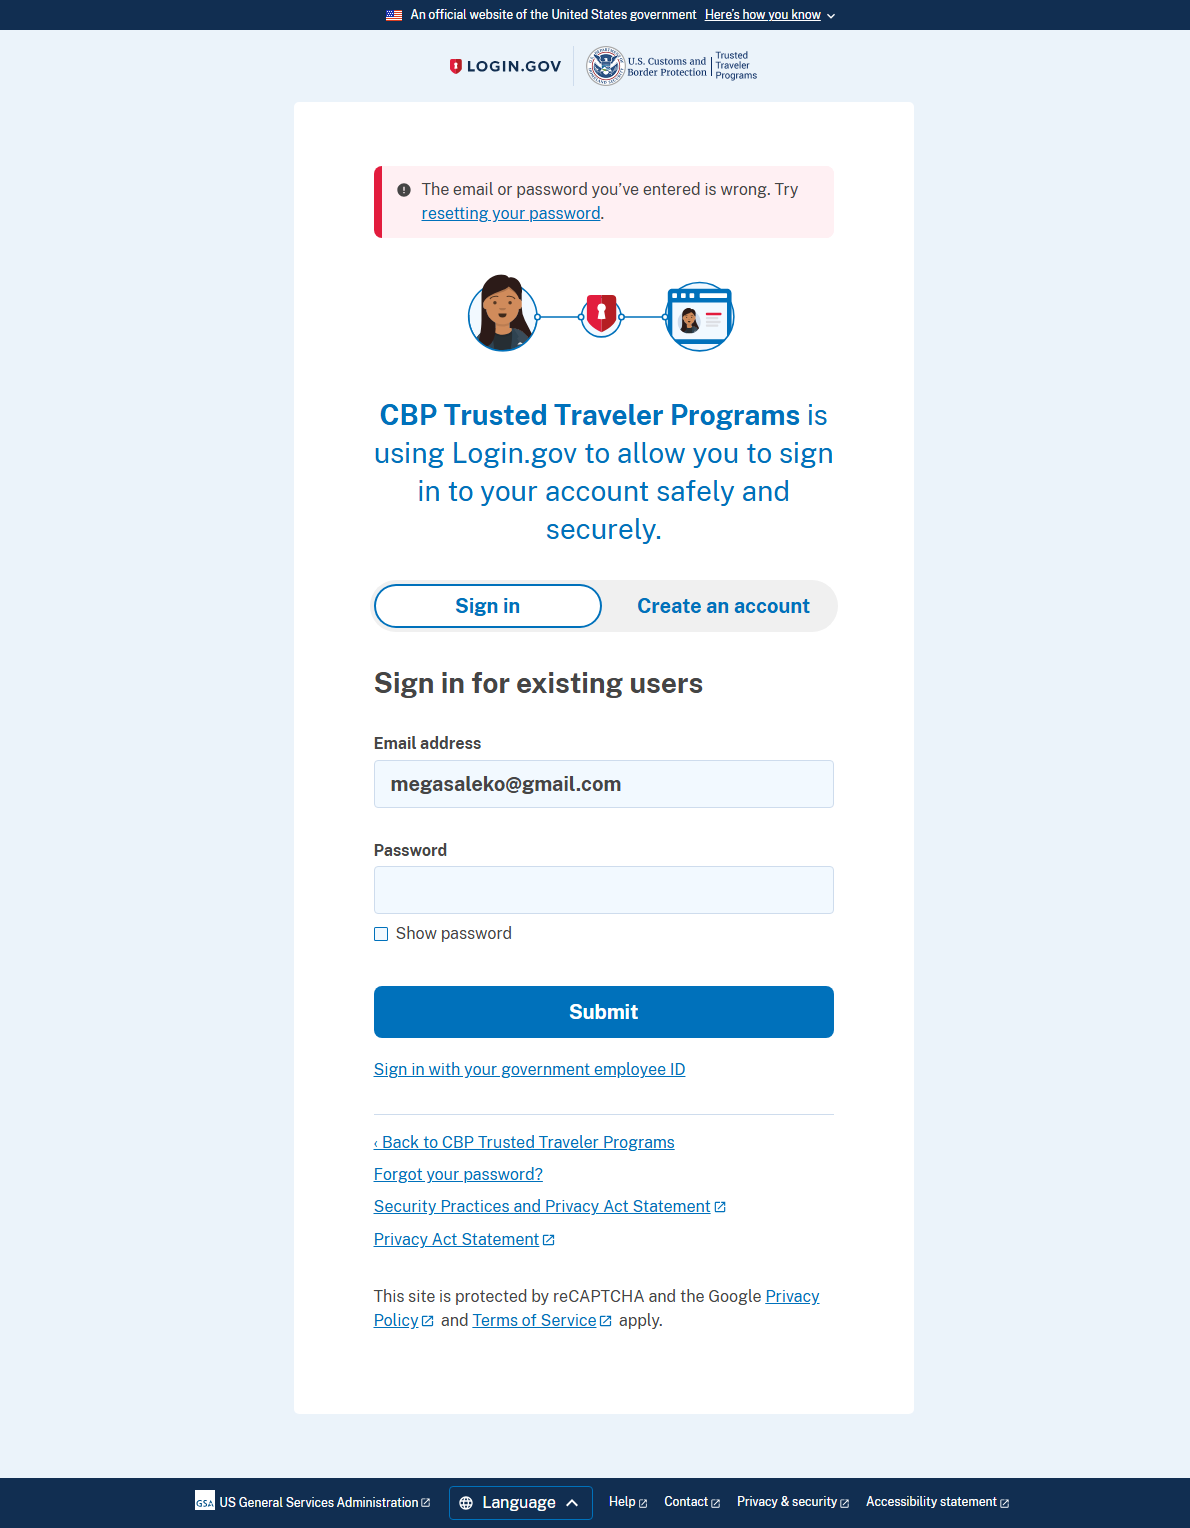 An official website of the United States government Here's how you know
LOGIN.GOV
U.S. Customs and
Border Protection
Trusted
Traveler
Programs
The email or password you’ve entered is wrong. Try
resetting your password.
CBP Trusted Traveler Programs is
using Login.gov to allow you to sign
in to your account safely and
securely.
Sign in
Create an account
Sign in for existing users
Email address
megasaleko@gmail.com
Password
Show password
Submit
Sign in with your government employee ID
‹ Back to CBP Trusted Traveler Programs
Forgot your password?
Security Practices and Privacy Act Statement
Privacy Act Statement
This site is protected by reCAPTCHA and the Google Privacy
Policy and Terms of Service apply.
GSA US General Services Administration Language Help Contact Privacy & security Accessibility statement